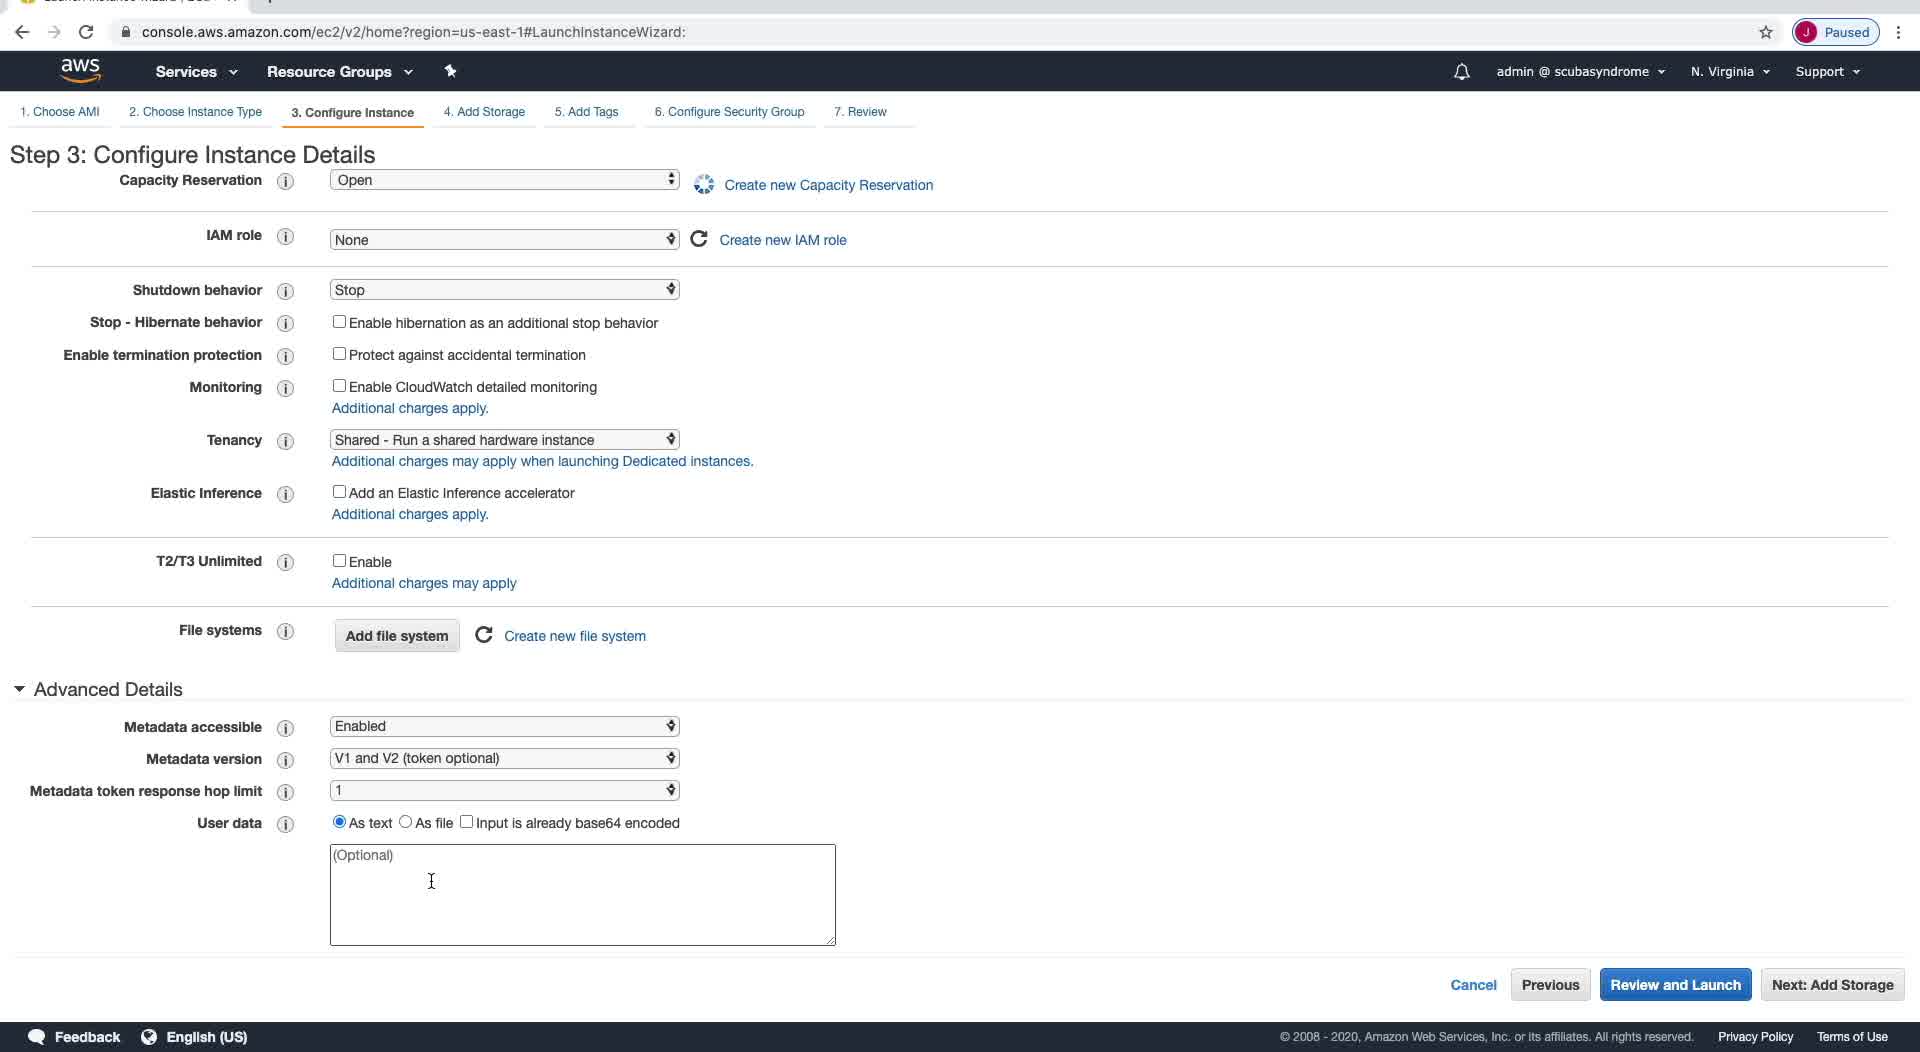 console.aws.amazon.com/ec2/v2/home?region=us-east-1#LaunchInstanceWizard:
J Paused
aws Services Resource Groups admin @ scubasyndrome N. Virginia Support
1. Choose AMI 2. Choose Instance Type 3. Configure Instance 4. Add Storage 5. Add Tags 6. Configure Security Group 7. Review
Step 3: Configure Instance Details
Capacity Reservation i Open Create new Capacity Reservation
IAM role i None Create new IAM role
Shutdown behavior i Stop
Stop - Hibernate behavior i Enable hibernation as an additional stop behavior
Enable termination protection i Protect against accidental termination
Monitoring i Enable CloudWatch detailed monitoring
Additional charges apply.
Tenancy i Shared - Run a shared hardware instance
Additional charges may apply when launching Dedicated instances.
Elastic Inference i Add an Elastic Inference accelerator
Additional charges apply.
T2/T3 Unlimited i Enable
Additional charges may apply
File systems i Add file system Create new file system
Advanced Details
Metadata accessible i Enabled
Metadata version i V1 and V2 (token optional)
Metadata token response hop limit i 1
User data i As text As file Input is already base64 encoded
(Optional)
Cancel Previous Review and Launch Next: Add Storage
Feedback English (US) © 2008 - 2020, Amazon Web Services, Inc. or its affiliates. All rights reserved. Privacy Policy Terms of Use